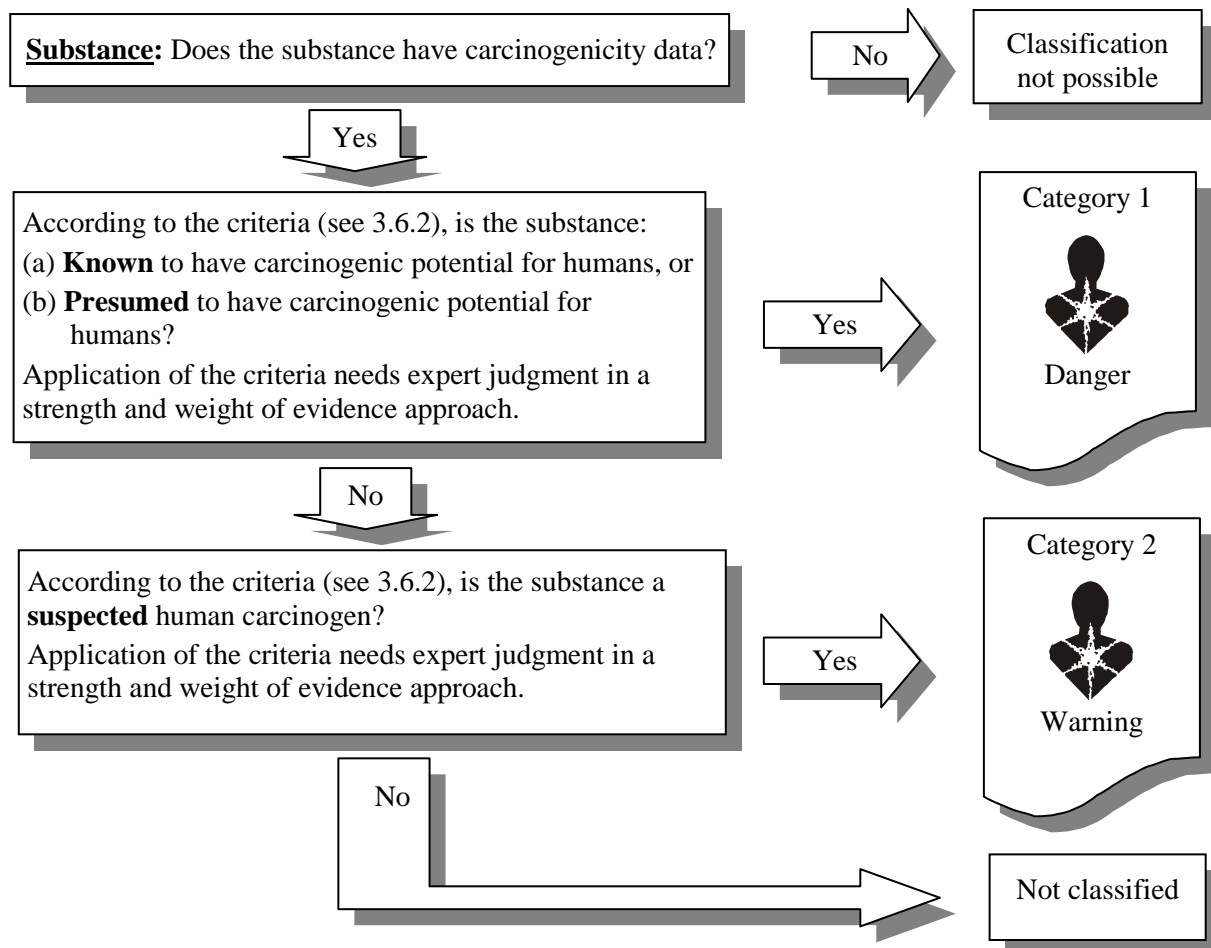 Substance: Does the substance have carcinogenicity data?
No
Classification
not possible
Yes
According to the criteria (see 3.6.2), is the substance:
(a) Known to have carcinogenic potential for humans, or
(b) Presumed to have carcinogenic potential for
humans?
Application of the criteria needs expert judgment in a
strength and weight of evidence approach.
Yes
Category 1
Danger
No
According to the criteria (see 3.6.2), is the substance a
suspected human carcinogen?
Application of the criteria needs expert judgment in a
strength and weight of evidence approach.
Yes
Category 2
Warning
No
Not classified